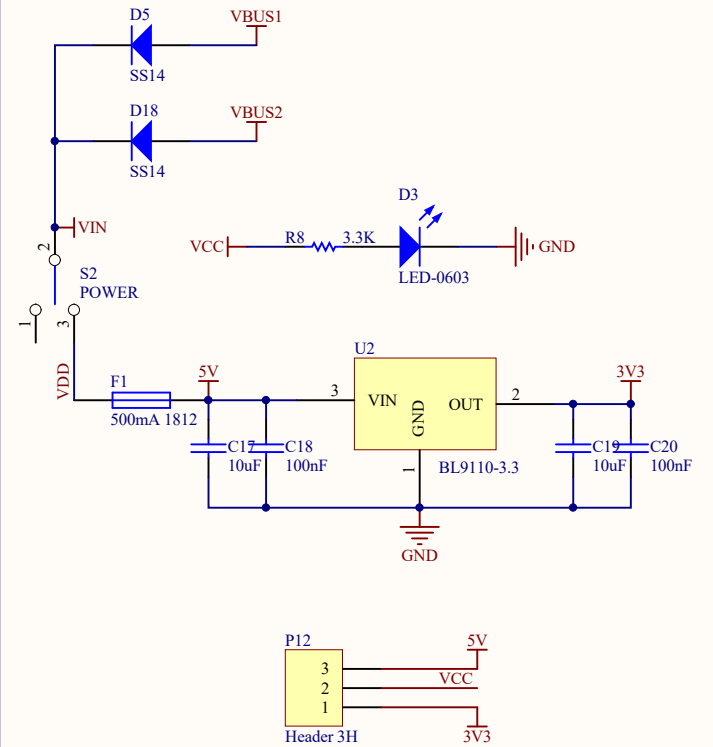 D5
VBUS1
SS14
D18
VBUS2
SS14
VIN
2
S2
POWER
1
3
VDD
D3
VCC
R8
3.3K
GND
LED-0603
F1
500mA 1812
5V
U2
3
VIN
GND
OUT
2
1
BL9110-3.3
3V3
C17
10uF
C18
100nF
C19
10uF
C20
100nF
GND
P12
3
2
1
Header 3H
5V
VCC
3V3